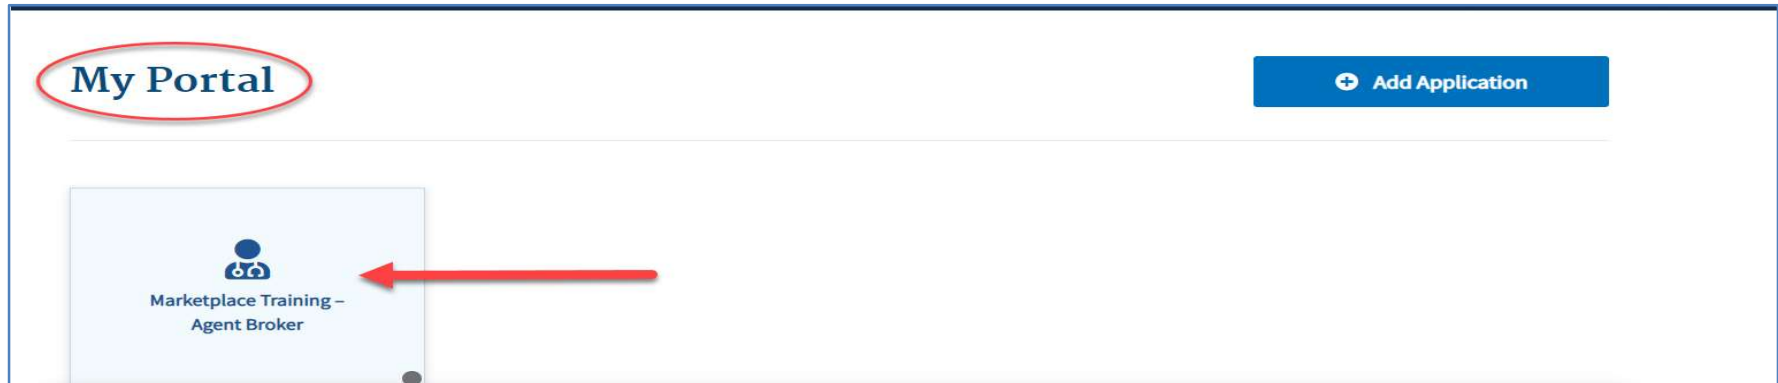 My Portal
Add Application
Marketplace Training –
Agent Broker